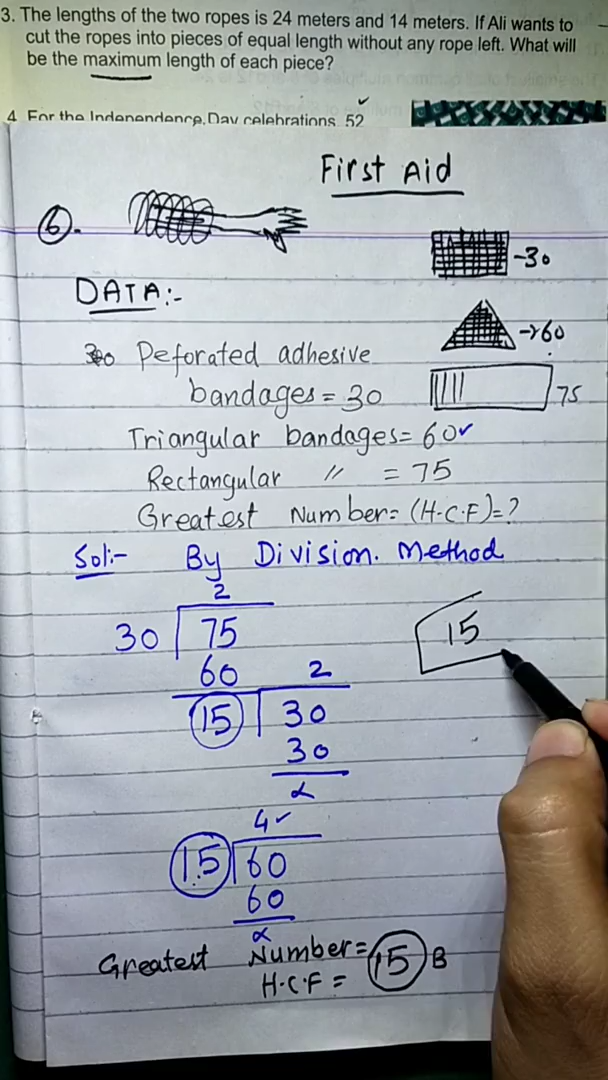 3. The lengths of the two ropes is 24 meters and 14 meters. If Ali wants to
cut the ropes into pieces of equal length without any rope left. What will
be the maximum length of each piece?
4. For the Independence Day celebrations, 52
First Aid
6.
-30
DATA:-
→60
Peforated adhesive
bandages = 30
75
Triangular bandages = 60
Rectangular // = 75
Greatest Number = (H.C.F) = ?
Sol:- By Division. Method
2
30 75
15
60 2
15 30
30
4
15 60
60
Greatest Number = 15 B
H.C.F =